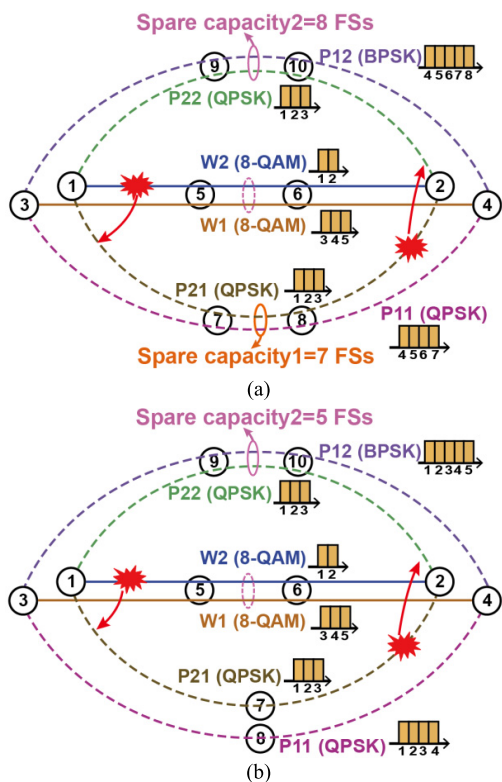 Spare capacity2=8 FSs
P12 (BPSK)
4 5 6 7 8
9
10
P22 (QPSK)
1 2 3
W2 (8-QAM)
1 2
1
2
5
6
3
4
W1 (8-QAM)
3 4 5
P21 (QPSK)
1 2 3
7
8
P11 (QPSK)
4 5 6 7
Spare capacity1=7 FSs
(a)
Spare capacity2=5 FSs
P12 (BPSK)
1 2 3 4 5
9
10
P22 (QPSK)
1 2 3
W2 (8-QAM)
1 2
1
2
5
6
3
4
W1 (8-QAM)
3 4 5
P21 (QPSK)
1 2 3
7
8
P11 (QPSK)
1 2 3 4
(b)